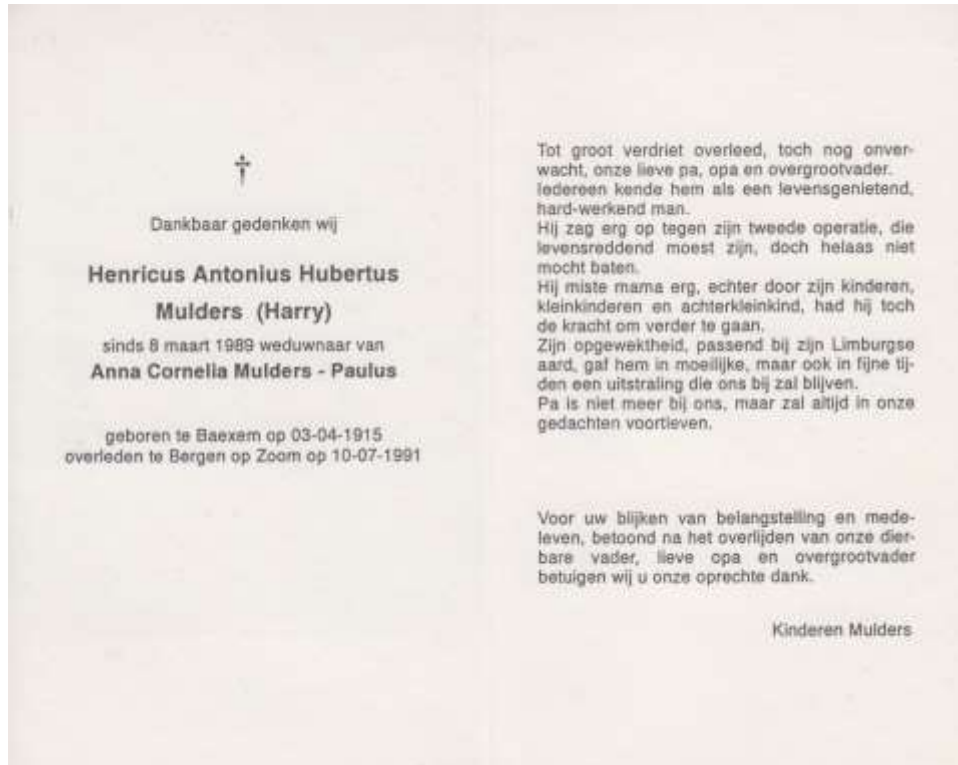 †
Dankbaar gedenken wij
Henricus Antonius Hubertus
Mulders (Harry)
sinds 8 maart 1989 weduwnaar van
Anna Cornelia Mulders - Paulus
geboren te Baexem op 03-04-1915
overleden te Bergen op Zoom op 10-07-1991
Tot groot verdriet overleed, toch nog onver-
wacht, onze lieve pa, opa en overgrootvader.
Iedereen kende hem als een levensgenietend,
hard-werkend man.
Hij zag erg op tegen zijn tweede operatie, die
levensreddend moest zijn, doch helaas niet
mocht baten.
Hij miste mama erg, echter door zijn kinderen,
kleinkinderen en achterkleinkind, had hij toch
de kracht om verder te gaan.
Zijn opgewektheid, passend bij zijn Limburgse
aard, gaf hem in moeilijke, maar ook in fijne tij-
den een uitstraling die ons bij zal blijven.
Pa is niet meer bij ons, maar zal altijd in onze
gedachten voortleven.
Voor uw blijken van belangstelling en mede-
leven, betoond na het overlijden van onze dier-
bare vader, lieve opa en overgrootvader
betuigen wij u onze oprechte dank.
Kinderen Mulders